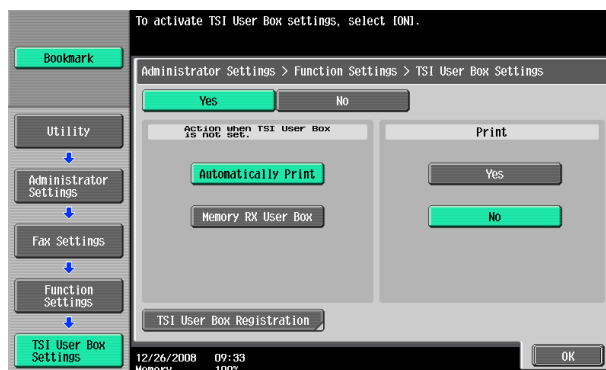 To activate TSI User Box settings, select [ON].
Bookmark
Administrator Settings > Function Settings > TSI User Box Settings
Yes
No
Utility
Action when TSI User Box
is not set.
Print
Administrator
Settings
Automatically Print
Yes
Memory RX User Box
No
Fax Settings
Function
Settings
TSI User Box Registration
TSI User Box
Settings
12/26/2008 09:33
Memory 100%
OK